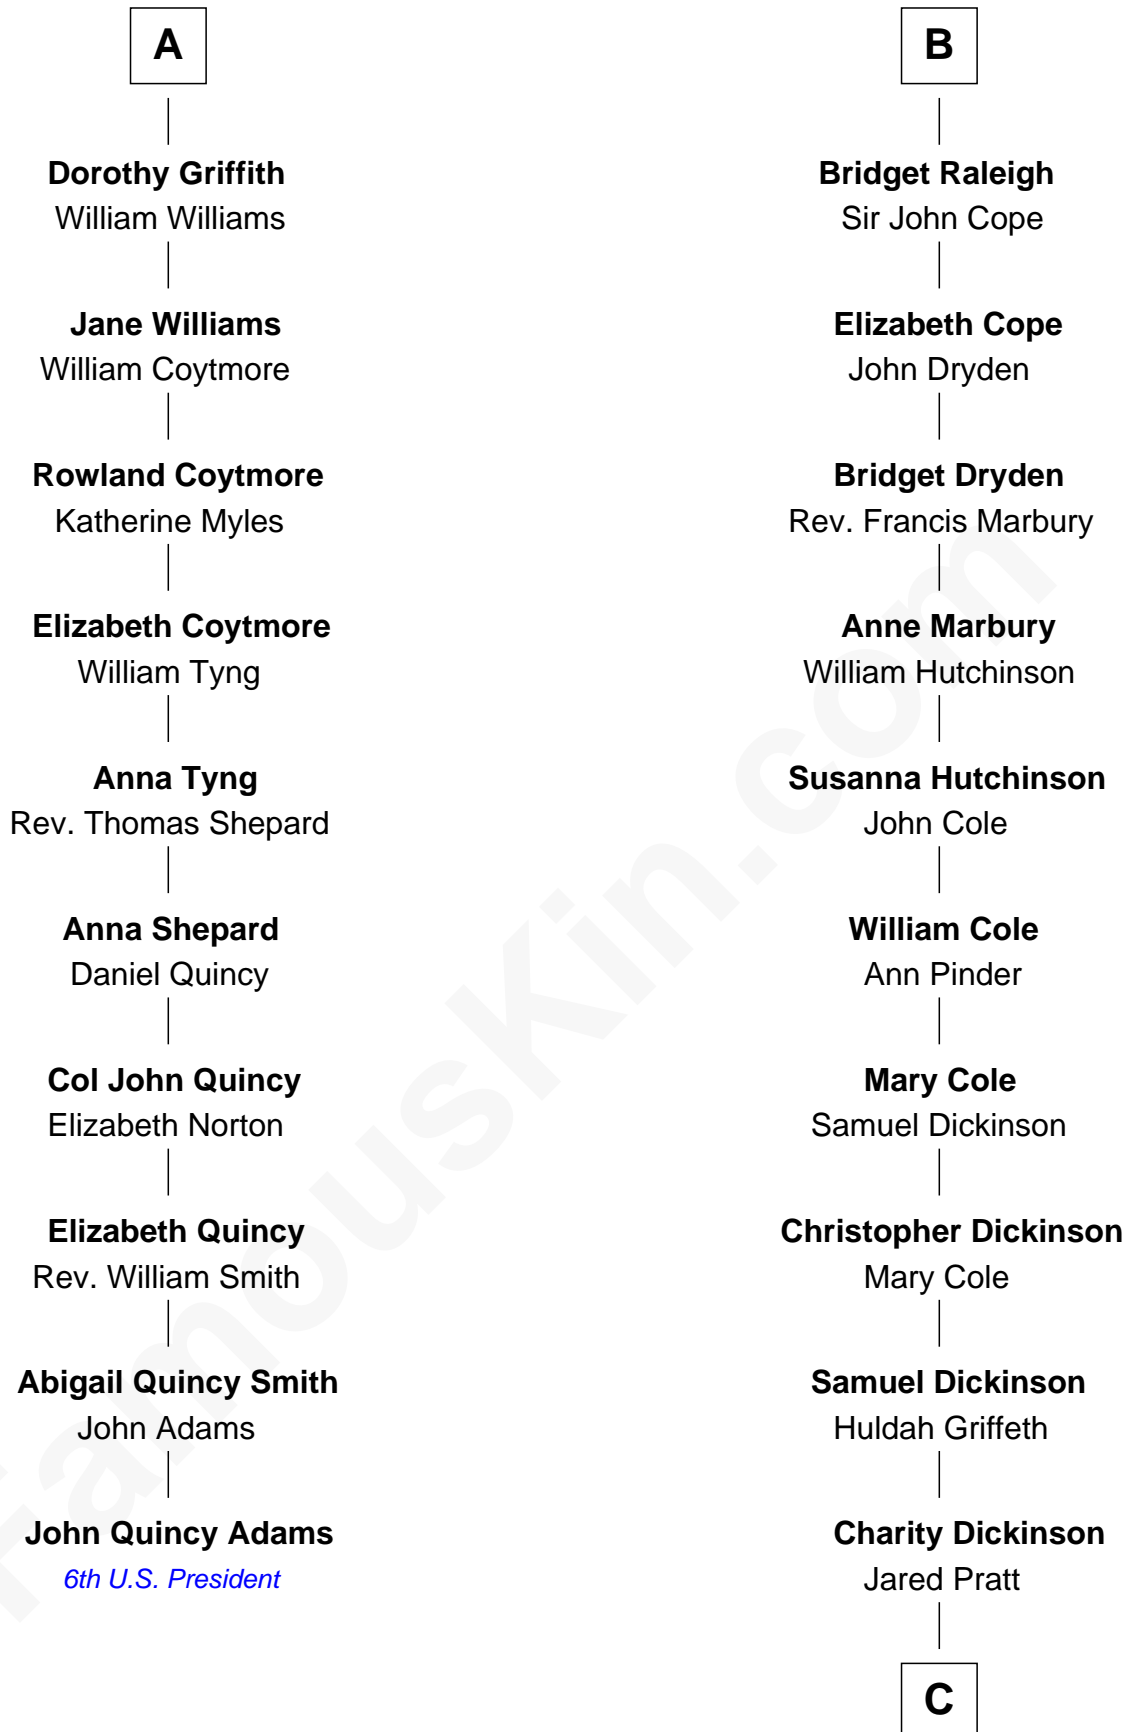 A
Dorothy Griffith
William Williams
Jane Williams
William Coytmore
Rowland Coytmore
Katherine Myles
Elizabeth Coytmore
William Tyng
Anna Tyng
Rev. Thomas Shepard
Anna Shepard
Daniel Quincy
Col John Quincy
Elizabeth Norton
Elizabeth Quincy
Rev. William Smith
Abigail Quincy Smith
John Adams
John Quincy Adams
6th U.S. President
B
Bridget Raleigh
Sir John Cope
Elizabeth Cope
John Dryden
Bridget Dryden
Rev. Francis Marbury
Anne Marbury
William Hutchinson
Susanna Hutchinson
John Cole
William Cole
Ann Pinder
Mary Cole
Samuel Dickinson
Christopher Dickinson
Mary Cole
Samuel Dickinson
Huldah Griffeth
Charity Dickinson
Jared Pratt
C
FamousKin.com